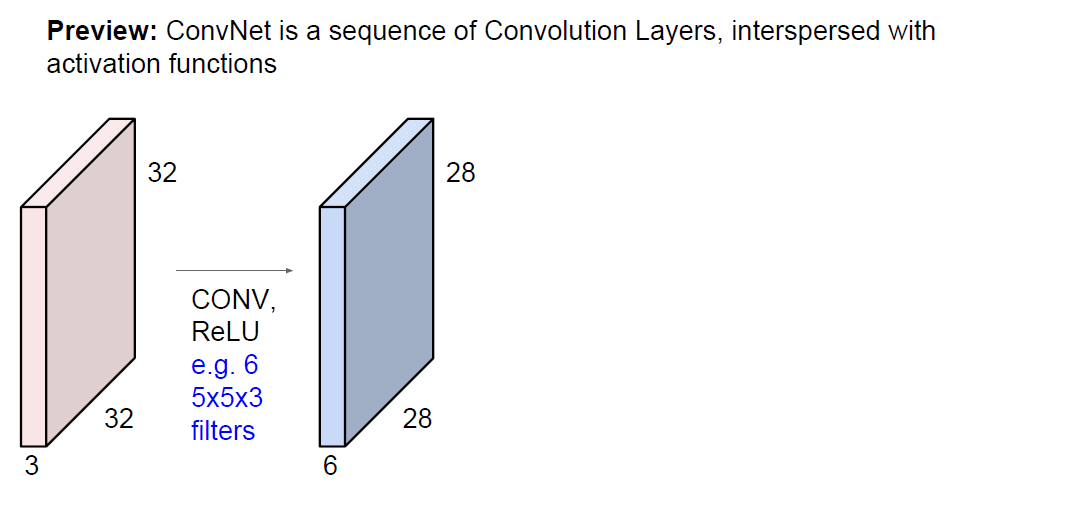 Preview: ConvNet is a sequence of Convolution Layers, interspersed with
activation functions
32
32
3
CONV,
ReLU
e.g. 6
5x5x3
filters
28
28
6